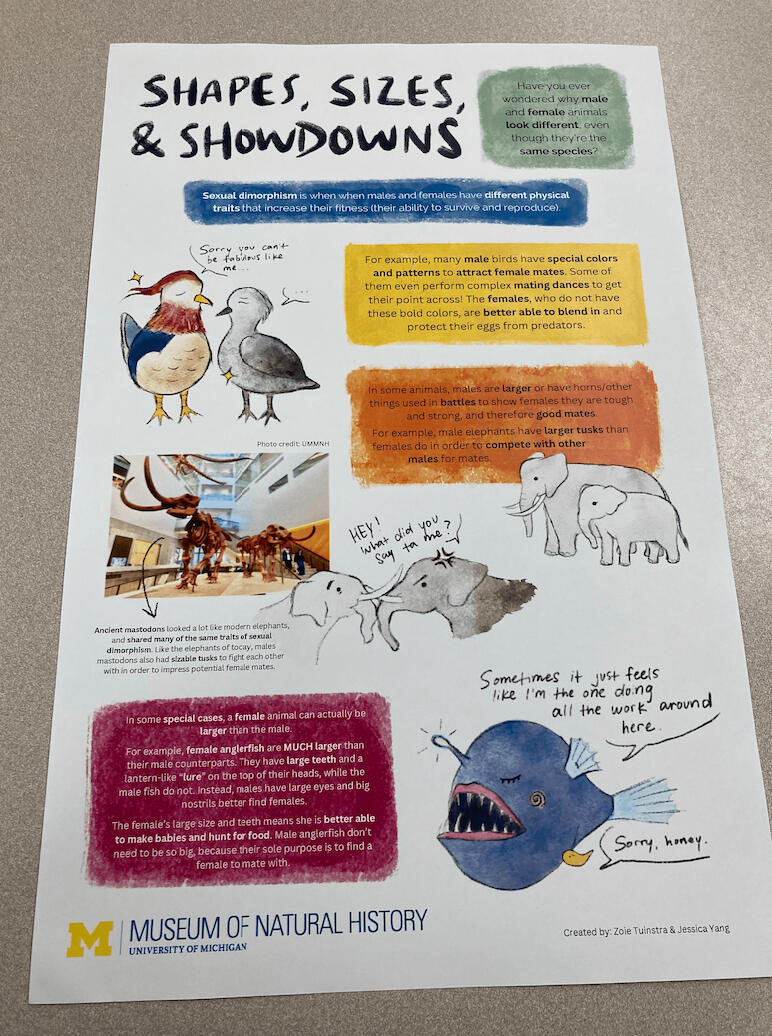 SHAPES, SIZES,
& SHOWDOWNS
Have you ever
wondered why male
and female animals
look different, even
though they're the
same species?
Sexual dimorphism is when when males and females have different physical
traits that increase their fitness (their ability to survive and reproduce).
Sorry you can't
be fabulous like
me...
...
For example, many male birds have special colors
and patterns to attract female mates. Some of
them even perform complex mating dances to get
their point across! The females, who do not have
these bold colors, are better able to blend in and
protect their eggs from predators.
In some animals, males are larger or have horns/other
things used in battles to show females they are tough
and strong, and therefore good mates.
For example, male elephants have larger tusks than
females do in order to compete with other
males for mates.
Photo credit: UMMNH
HEY!
What did you
say to me?
Ancient mastodons looked a lot like modern elephants,
and shared many of the same traits of sexual
dimorphism. Like the elephants of today, males
mastodons also had sizable tusks to fight each other
with in order to impress potential female mates.
In some special cases, a female animal can actually be
larger than the male.
For example, female anglerfish are MUCH larger than
their male counterparts. They have large teeth and a
lantern-like "lure" on the top of their heads, while the
male fish do not. Instead, males have large eyes and big
nostrils better find females.
The female's large size and teeth means she is better able
to make babies and hunt for food. Male anglerfish don't
need to be so big, because their sole purpose is to find a
female to mate with.
Sometimes it just feels
like I'm the one doing
all the work around
here.
Sorry, honey.
M MUSEUM OF NATURAL HISTORY
UNIVERSITY OF MICHIGAN
Created by: Zoie Tuinstra & Jessica Yang